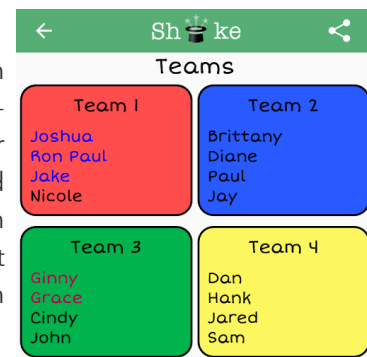 Sh ke
Teams
Team 1
Joshua
Ron Paul
Jake
Nicole
Team 2
Brittany
Diane
Paul
Jay
Team 3
Ginny
Grace
Cindy
John
Team 4
Dan
Hank
Jared
Sam